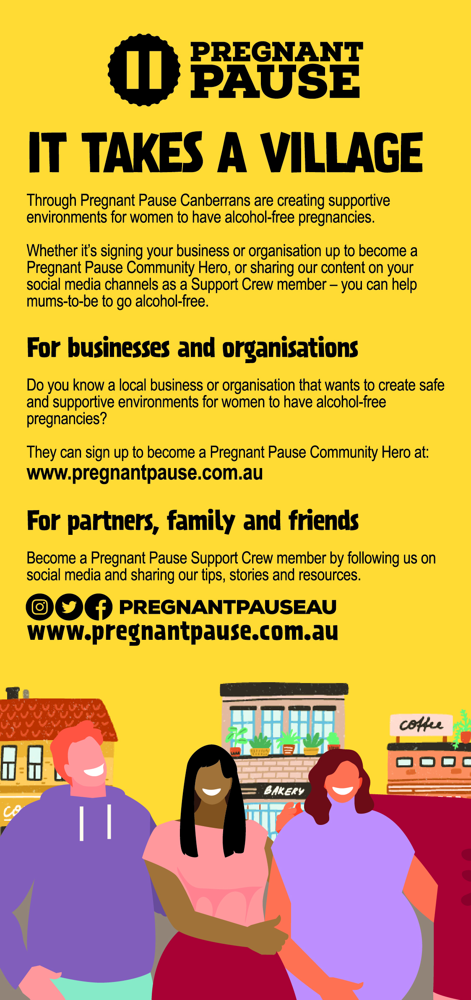 PREGNANT
PAUSE
IT TAKES A VILLAGE
Through Pregnant Pause Canberrans are creating supportive
environments for women to have alcohol-free pregnancies.
Whether it’s signing your business or organisation up to become a
Pregnant Pause Community Hero, or sharing our content on your
social media channels as a Support Crew member – you can help
mums-to-be to go alcohol-free.
For businesses and organisations
Do you know a local business or organisation that wants to create safe
and supportive environments for women to have alcohol-free
pregnancies?
They can sign up to become a Pregnant Pause Community Hero at:
www.pregnantpause.com.au
For partners, family and friends
Become a Pregnant Pause Support Crew member by following us on
social media and sharing our tips, stories and resources.
PREGNANTPAUSEAU
www.pregnantpause.com.au
coffee
BAKERY